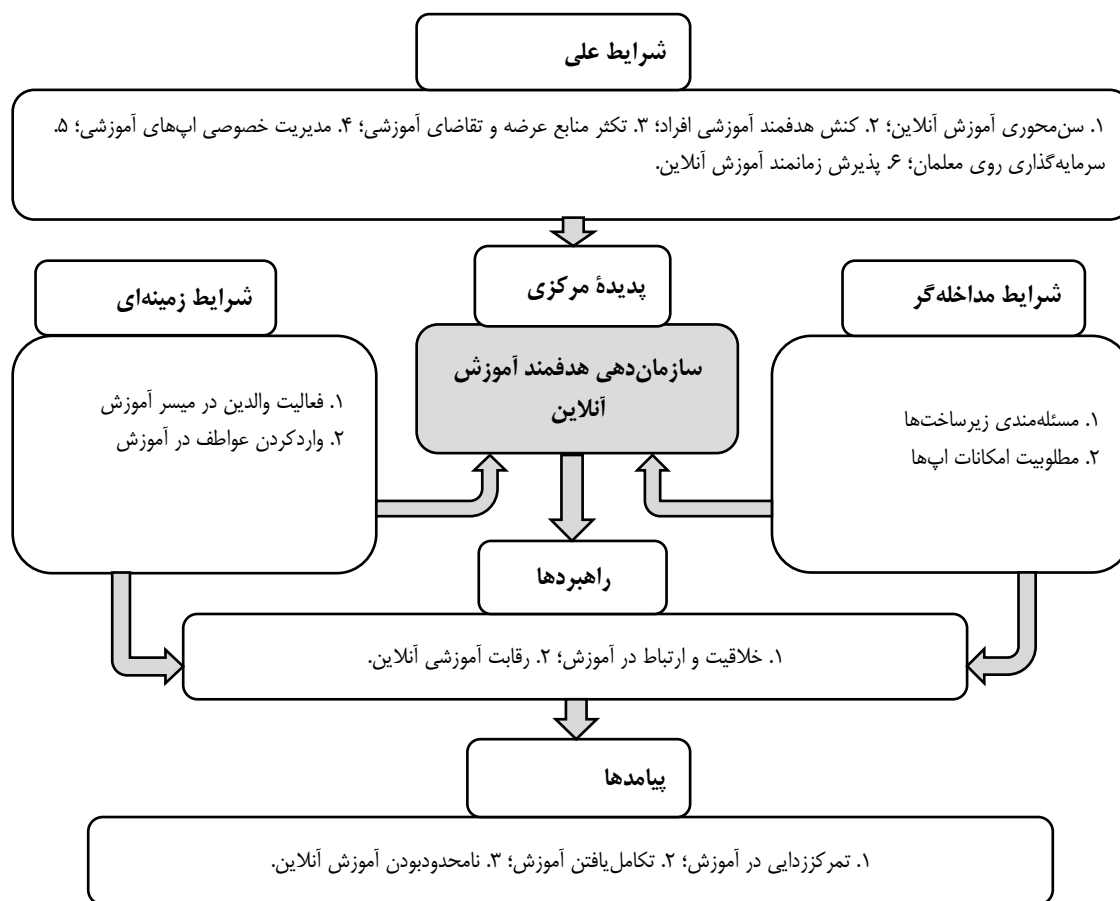 شرایط علی
۱. سن‌محوری آموزش آنلاین؛ ۲. کنش هدفمند آموزشی افراد؛ ۳. تکثر منابع عرضه و تقاضای آموزشی؛ ۴. مدیریت خصوصی اپ‌های آموزشی؛ ۵.
سرمایه‌گذاری روی معلمان؛ ۶. پذیرش زمانمند آموزش آنلاین.
پدیدۀ مرکزی
سازمان‌دهی هدفمند آموزش
آنلاین
شرایط مداخله‌گر
۱. مسئله‌مندی زیرساخت‌ها
۲. مطلوبیت امکانات اپ‌ها
شرایط زمینه‌ای
۱. فعالیت والدین در میسر آموزش
۲. واردکردن عواطف در آموزش
راهبردها
۱. خلاقیت و ارتباط در آموزش؛ ۲. رقابت آموزشی آنلاین.
پیامدها
۱. تمرکززدایی در آموزش؛ ۲. تکامل‌یافتن آموزش؛ ۳. نامحدودبودن آموزش آنلاین.